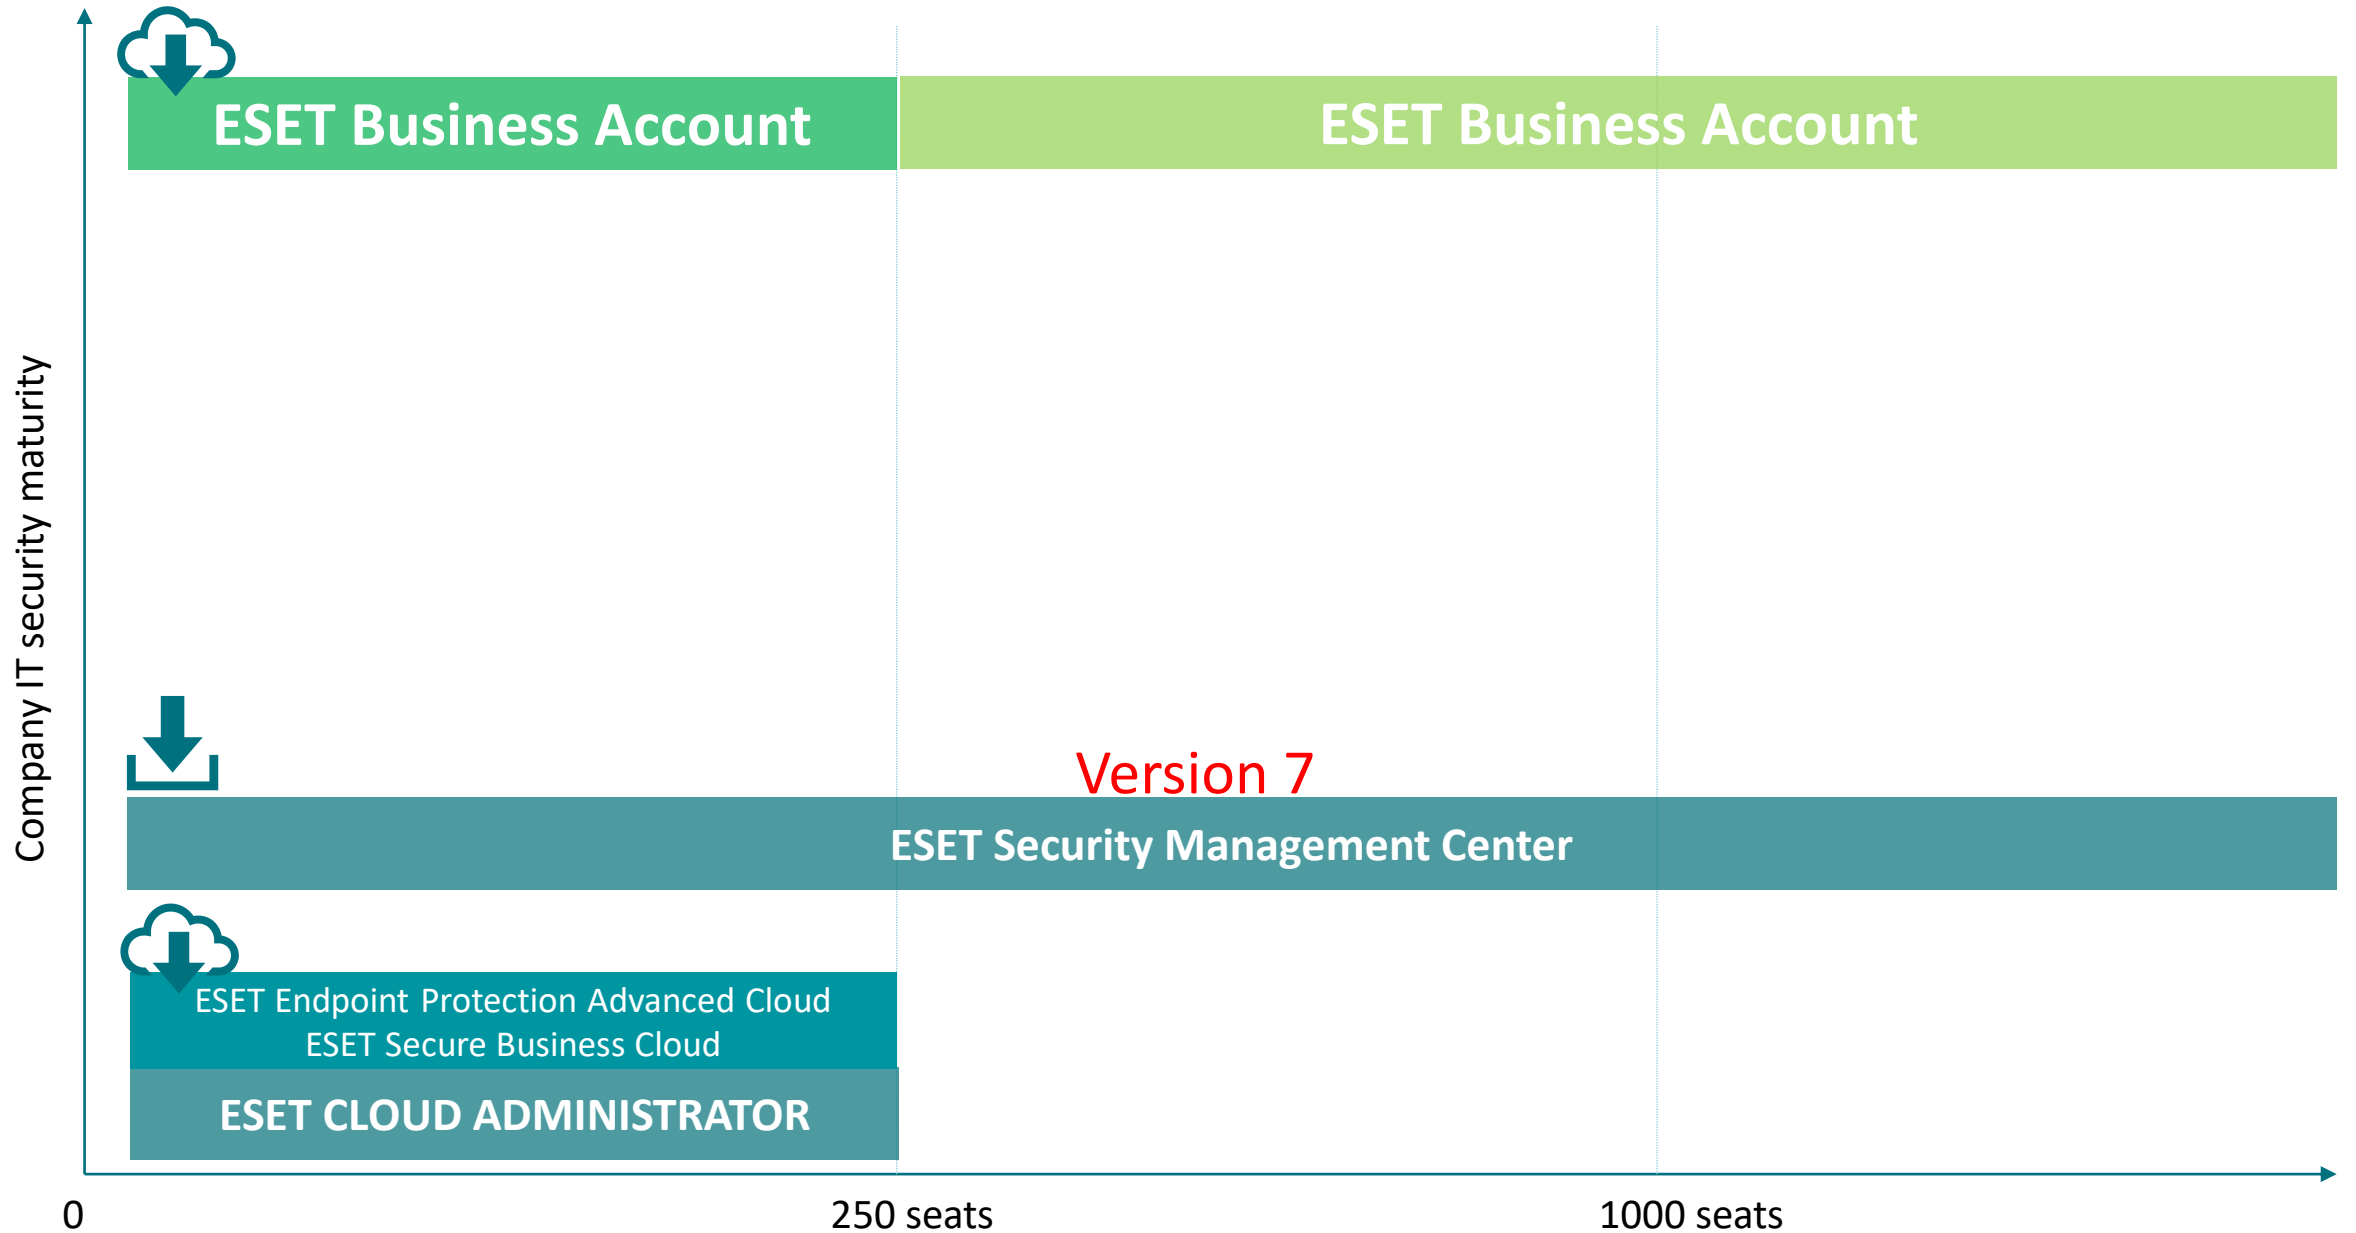 ESET Business Account
ESET Business Account
Company IT security maturity
Version 7
ESET Security Management Center
ESET Endpoint Protection Advanced Cloud
ESET Secure Business Cloud
ESET CLOUD ADMINISTRATOR
0
250 seats
1000 seats